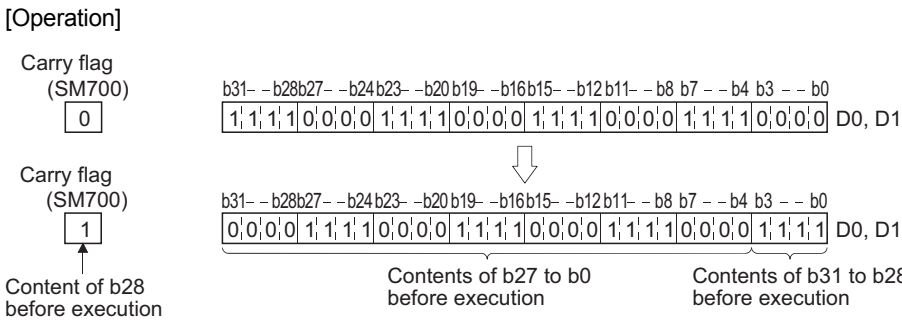 [Operation]
Carry flag
(SM700)
b31– –b28b27– –b24b23– –b20b19– –b16b15– –b12b11– –b8 b7 – –b4 b3 – –b0
0
1 1 1 1 0 0 0 0 1 1 1 1 0 0 0 0 1 1 1 1 0 0 0 0 1 1 1 1 0 0 0 0 D0, D1
Carry flag
(SM700)
b31– –b28b27– –b24b23– –b20b19– –b16b15– –b12b11– –b8 b7 – –b4 b3 – –b0
1
0 0 0 0 1 1 1 1 0 0 0 0 1 1 1 1 0 0 0 0 1 1 1 1 0 0 0 0 1 1 1 1 D0, D1
Content of b28
before execution
Contents of b27 to b0
before execution
Contents of b31 to b28
before execution